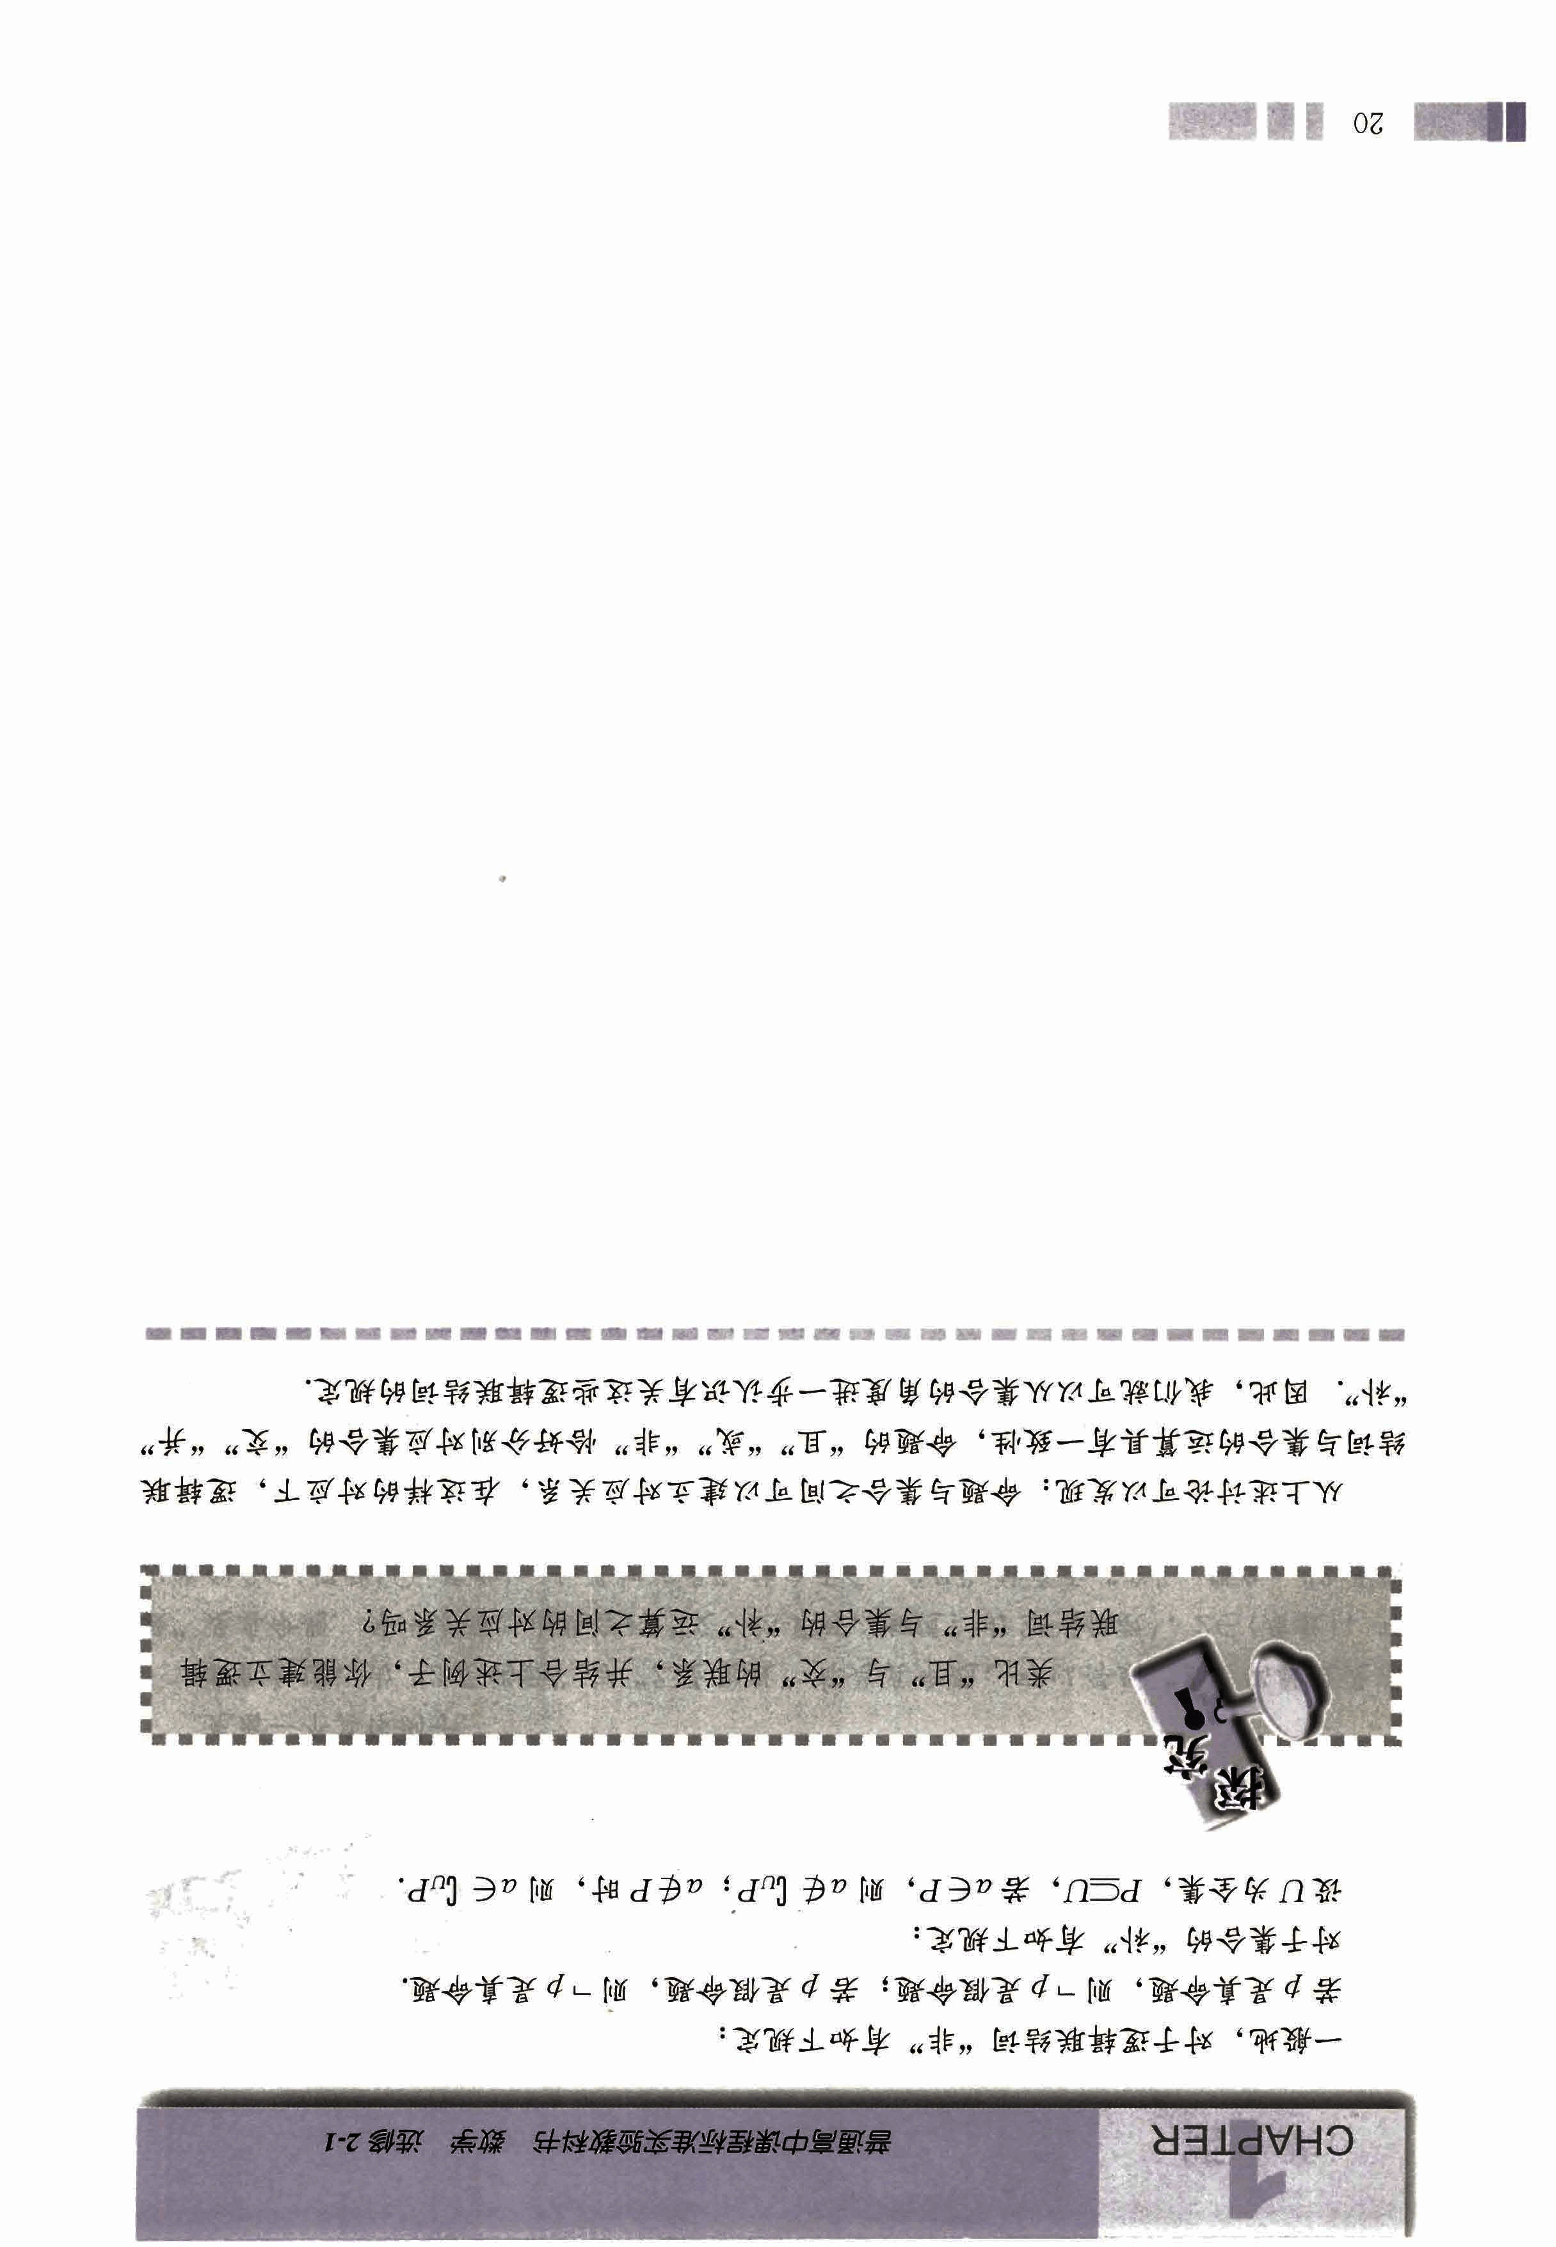 CHAPTER 1
普通高中课程标准实验教科书 数学 选修 2-1
一般地，对于逻辑联结词“非”有如下规定：
若 p 是真命题，则 ¬p 是假命题；若 p 是假命题，则 ¬p 是真命题.
对于集合的“补”有如下规定：
设 U 为全集，P⊆U，若 a∈P，则 a∉∁UP；a∉P 时，则 a∈∁UP.
探究
类比“且”与“交”的联系，并结合上述例子，你能建立逻辑
联结词“非”与集合的“补”运算之间的对应关系吗？
从上述讨论可以发现：命题与集合之间可以建立对应关系，在这样的对应下，逻辑联
结词与集合的运算具有一致性，命题的“且”“或”“非”恰好分别对应集合的“交”“并”
“补”．因此，我们就可以从集合的角度进一步认识有关这些逻辑联结词的规定.
20